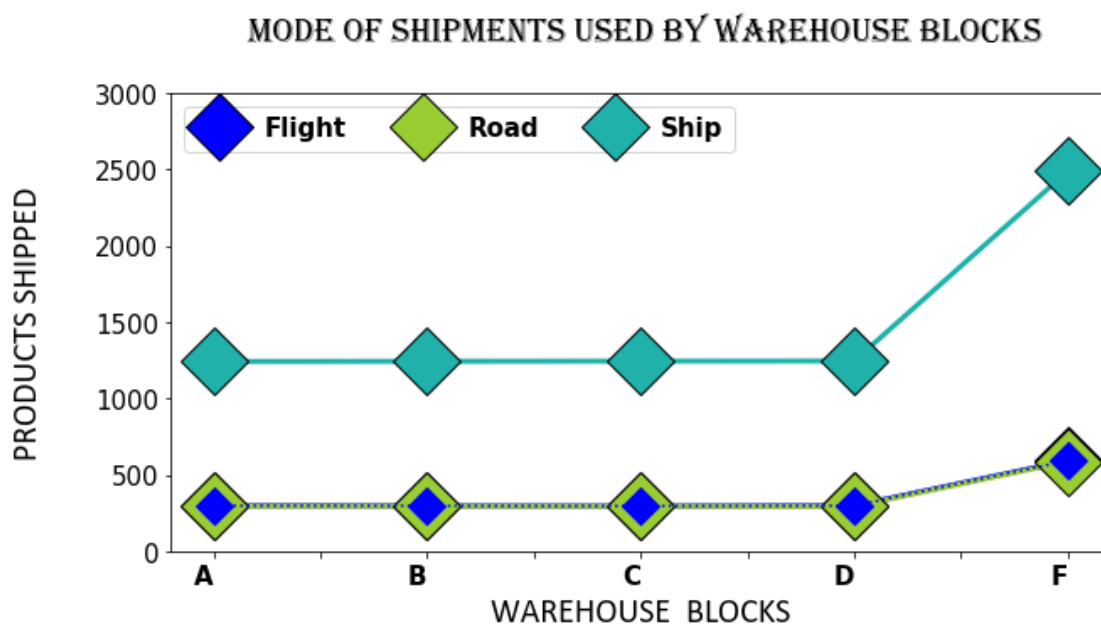 MODE OF SHIPMENTS USED BY WAREHOUSE BLOCKS
Flight Road Ship
PRODUCTS SHIPPED
3000
2500
2000
1500
1000
500
0
A B C D F
WAREHOUSE BLOCKS